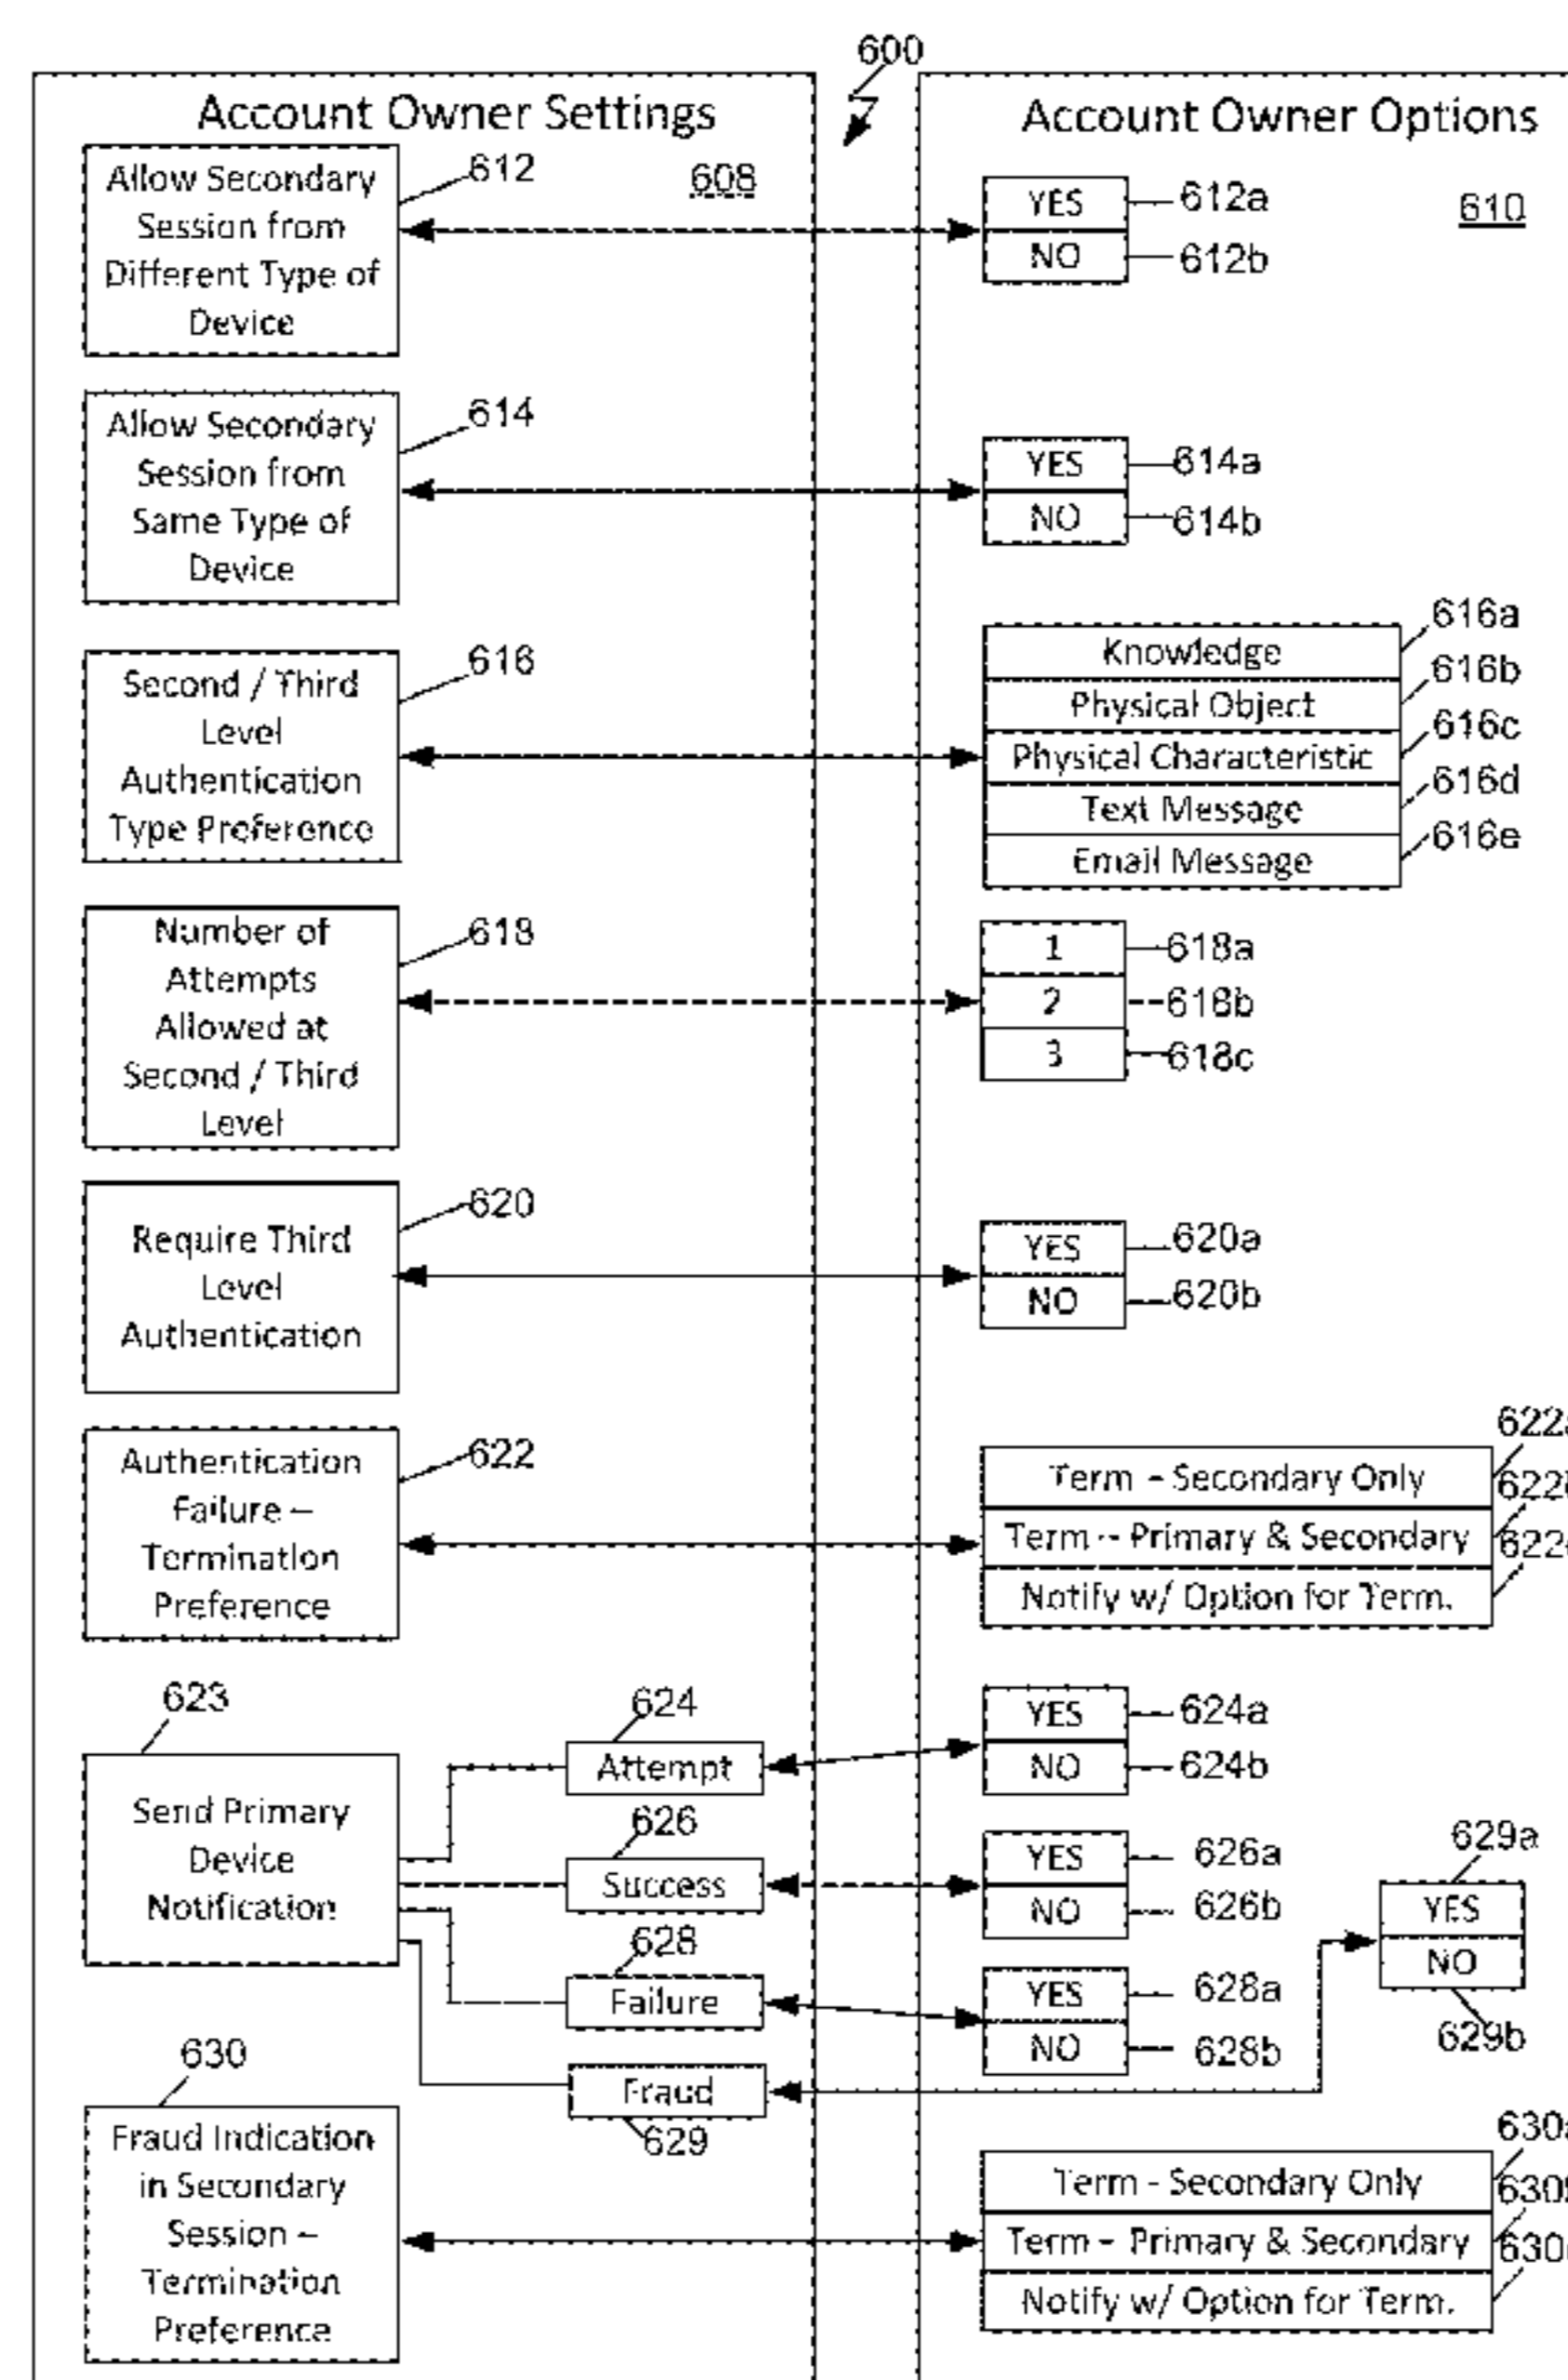 600
Account Owner Settings
608
Allow Secondary
Session from
Different Type of
Device
612
Allow Secondary
Session from
Same Type of
Device
614
Second / Third
Level
Authentication
Type Preference
616
Number of
Attempts
Allowed at
Second / Third
Level
618
Require Third
Level
Authentication
620
Authentication
Failure –
Termination
Preference
622
623
Send Primary
Device
Notification
624
Attempt
626
Success
628
Failure
Fraud
629
630
Fraud Indication
in Secondary
Session –
Termination
Preference
Account Owner Options
610
YES 612a
NO 612b
YES 614a
NO 614b
Knowledge 616a
Physical Object 616b
Physical Characteristic 616c
Text Message 616d
Email Message 616e
1 618a
2 618b
3 618c
YES 620a
NO 620b
Term – Secondary Only 622a
Term – Primary & Secondary 622
Notify w/ Option for Term. 622
YES 624a
NO 624b
YES 626a
NO 626b
YES 628a
NO 628b
629a
YES
NO
629b
Term - Secondary Only 630a
Term – Primary & Secondary 630
Notify w/ Option for Term. 630